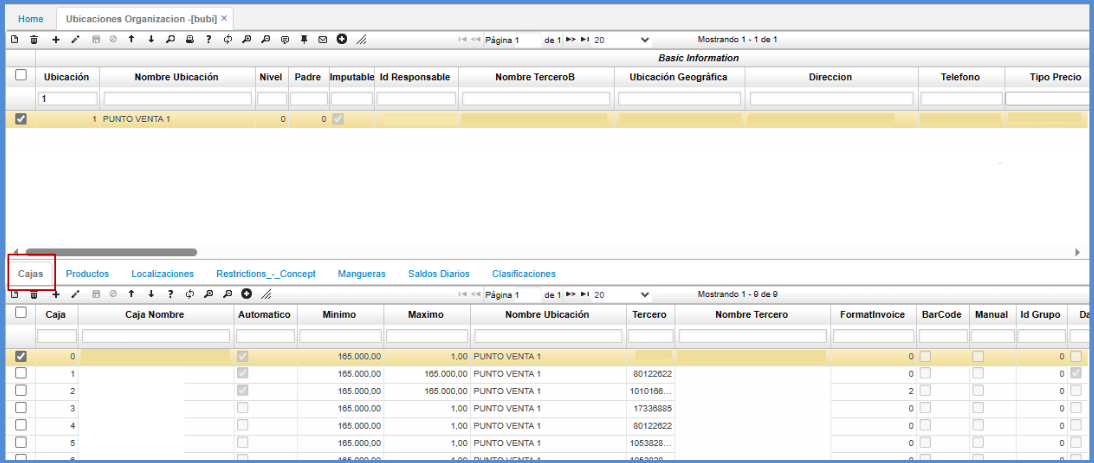 Home Ubicaciones Organizacion -[bubi] ×
Página 1 de 1 20 Mostrando 1 - 1 de 1
Basic Information
Ubicación Nombre Ubicación Nivel Padre Imputable Id Responsable Nombre TerceroB Ubicación Geográfica Direccion Telefono Tipo Precio
1
1 PUNTO VENTA 1 0 0
Cajas Productos Localizaciones Restrictions_-_Concept Mangueras Saldos Diarios Clasificaciones
Página 1 de 1 20 Mostrando 1 - 9 de 9
Caja Caja Nombre Automatico Minimo Maximo Nombre Ubicación Tercero Nombre Tercero FormatInvoice BarCode Manual Id Grupo Da
0 165.000,00 1,00 PUNTO VENTA 1 0 0
1 165.000,00 165.000,00 PUNTO VENTA 1 80122622 0 0
2 165.000,00 165.000,00 PUNTO VENTA 1 1010166... 2 0
3 165.000,00 1,00 PUNTO VENTA 1 17336885 0 0
4 165.000,00 1,00 PUNTO VENTA 1 80122622 0 0
5 165.000,00 1,00 PUNTO VENTA 1 1053828... 0 0